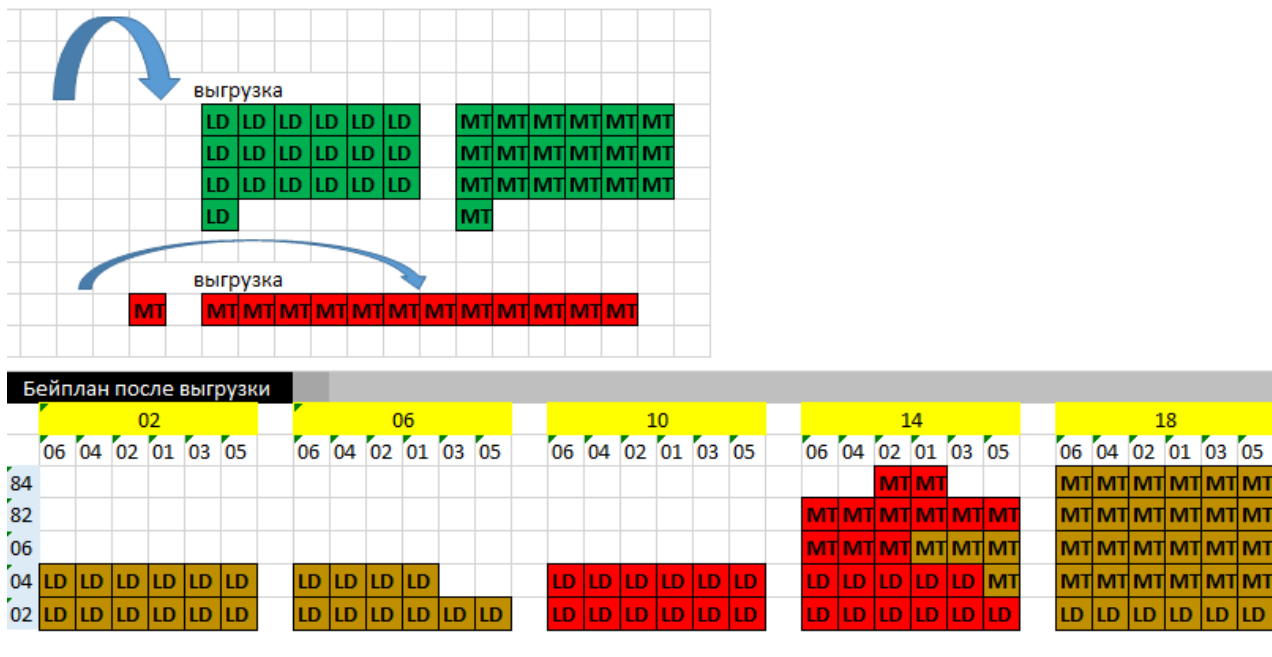 выгрузка
LD LD LD LD LD LD MT MT MT MT MT MT
LD LD LD LD LD LD MT MT MT MT MT MT
LD LD LD LD LD LD MT MT MT MT MT MT
LD MT
выгрузка
MT MT MT MT MT MT MT MT MT MT MT MT MT
Бейплан после выгрузки
02 06 10 14 18
06 04 02 01 03 05 06 04 02 01 03 05 06 04 02 01 03 05 06 04 02 01 03 05 06 04 02 01 03 05
84 MT MT MT MT MT MT MT MT
82 MT MT MT MT MT MT MT MT MT MT MT MT
06 MT MT MT MT MT MT MT MT MT MT MT MT
04 LD LD LD LD LD LD LD LD LD LD LD LD LD LD LD LD LD LD LD LD LD MT MT MT MT MT MT MT
02 LD LD LD LD LD LD LD LD LD LD LD LD LD LD LD LD LD LD LD LD LD LD LD LD LD LD LD LD LD LD